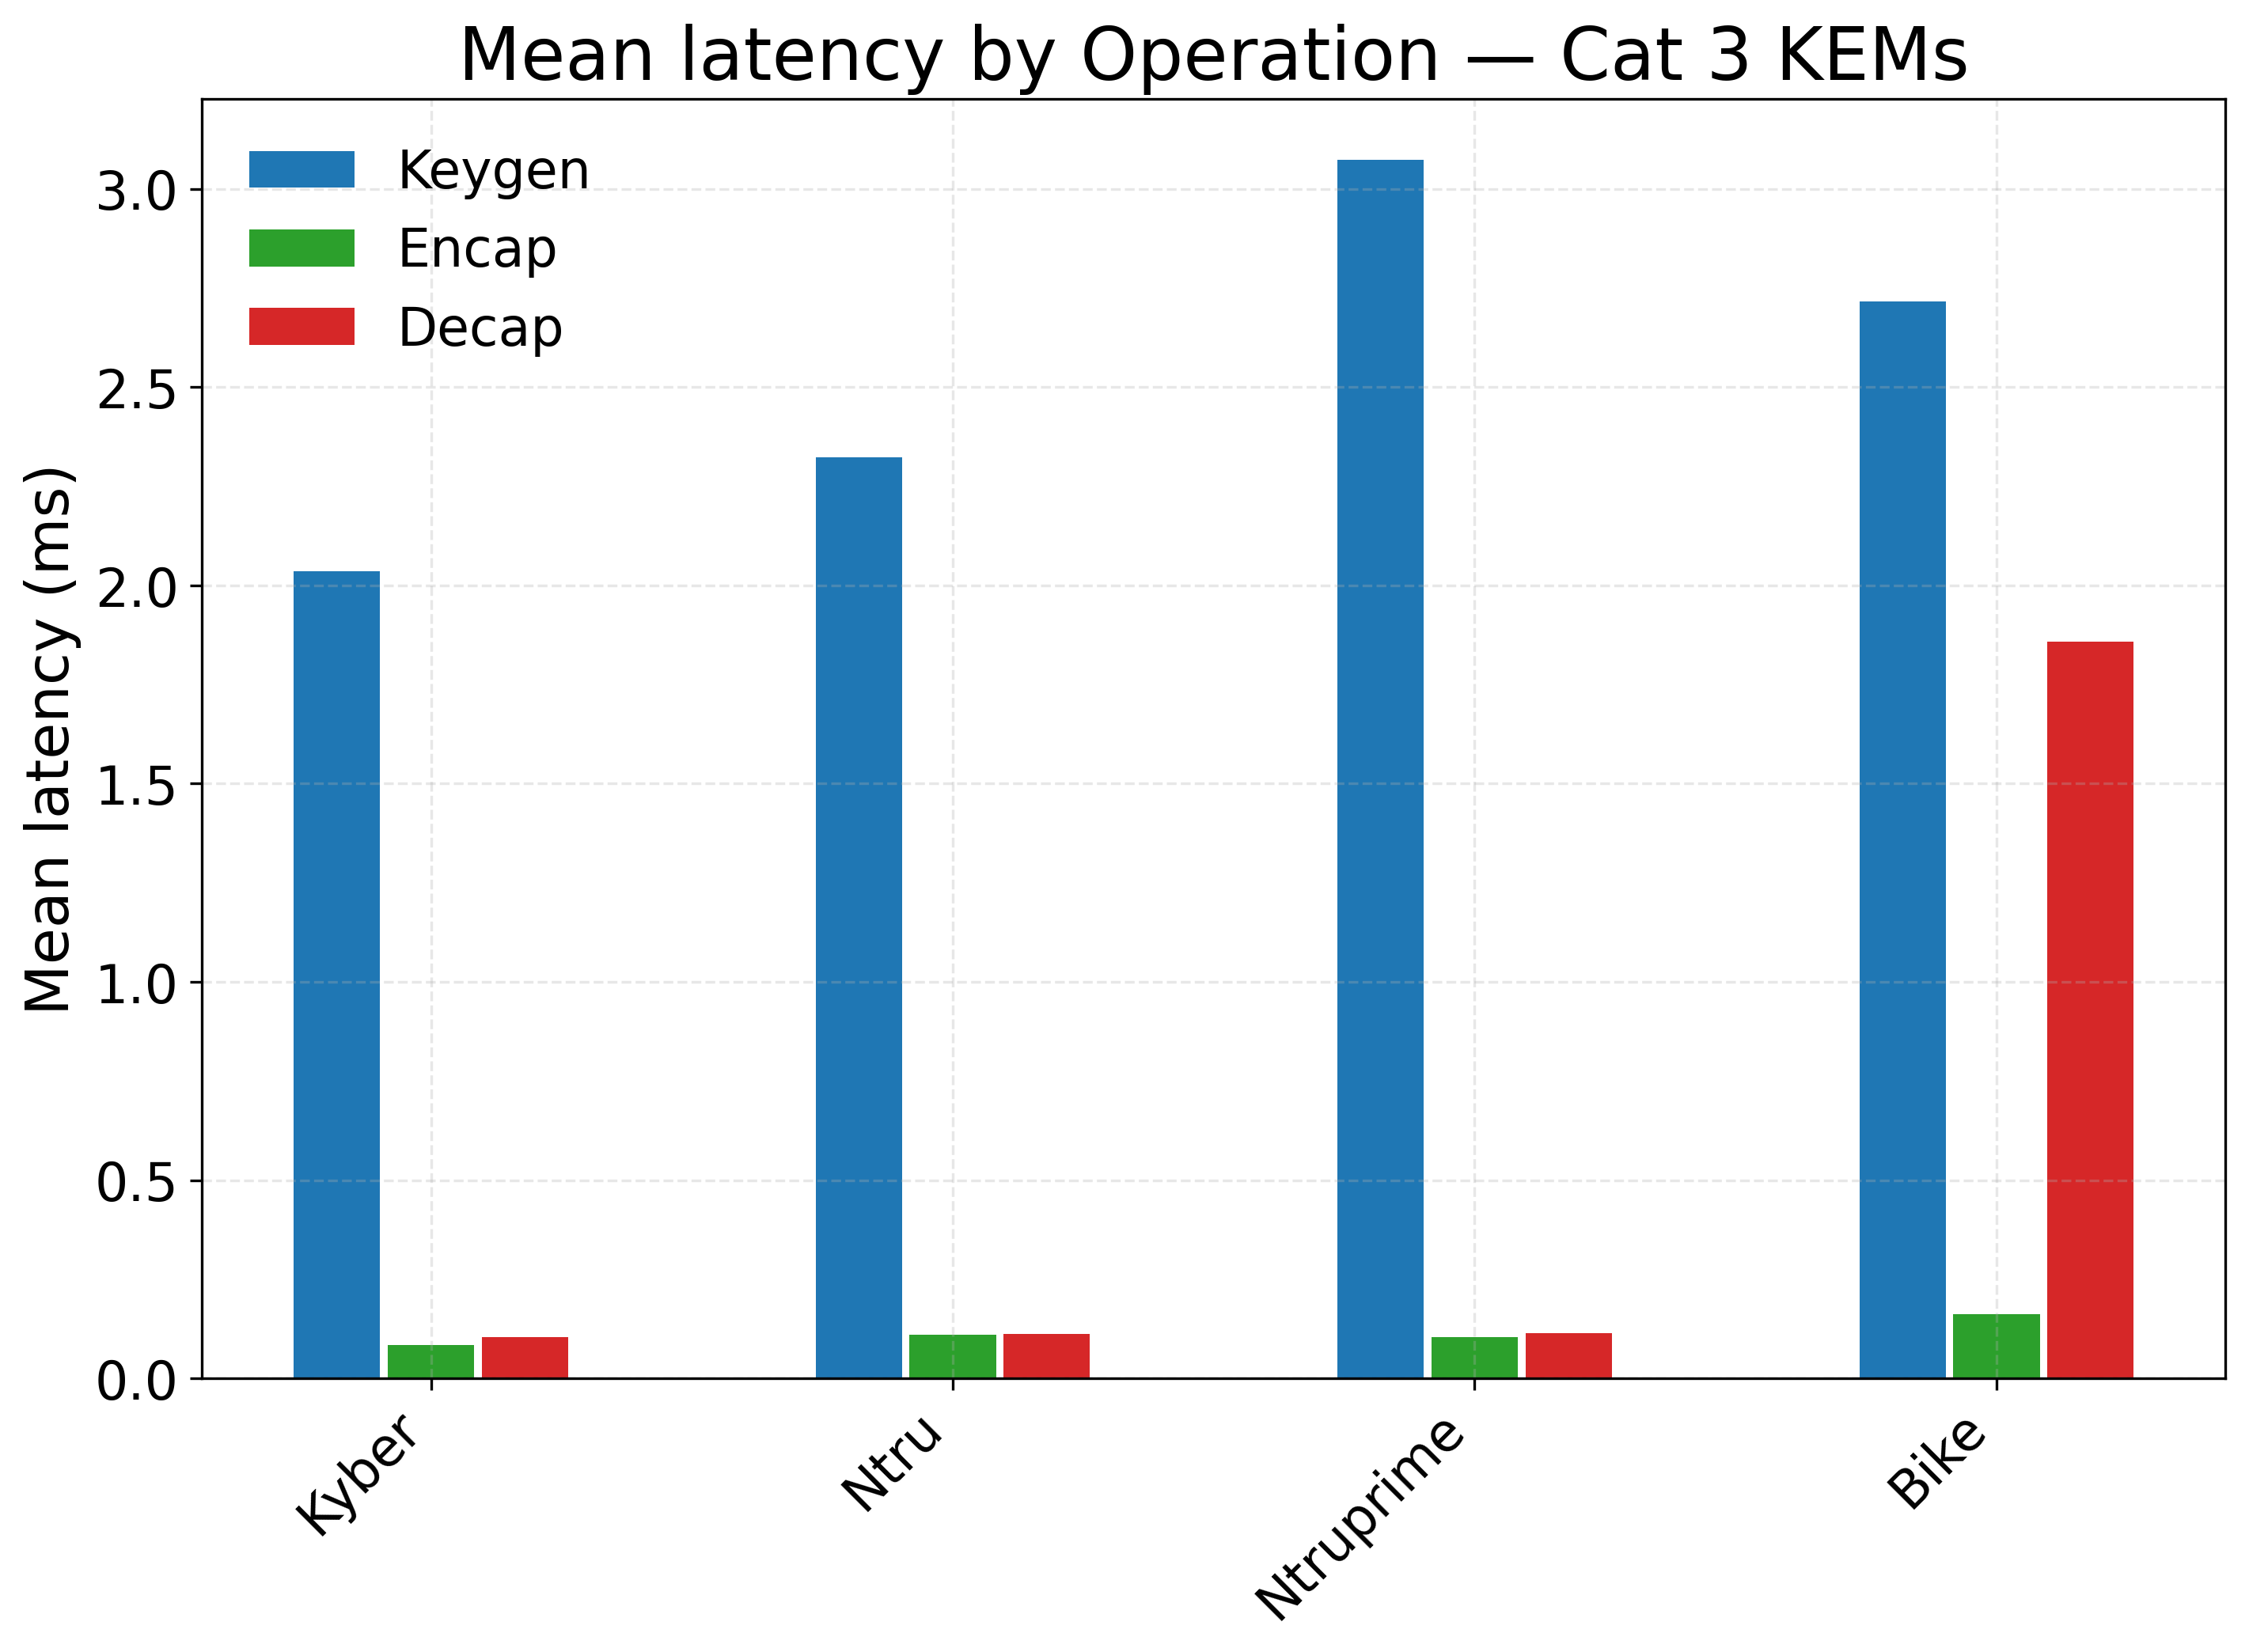 Mean latency by Operation — Cat 3 KEMs
Keygen
Encap
Decap
Mean latency (ms)
3.0
2.5
2.0
1.5
1.0
0.5
0.0
Kyber
Ntru
Ntruprime
Bike